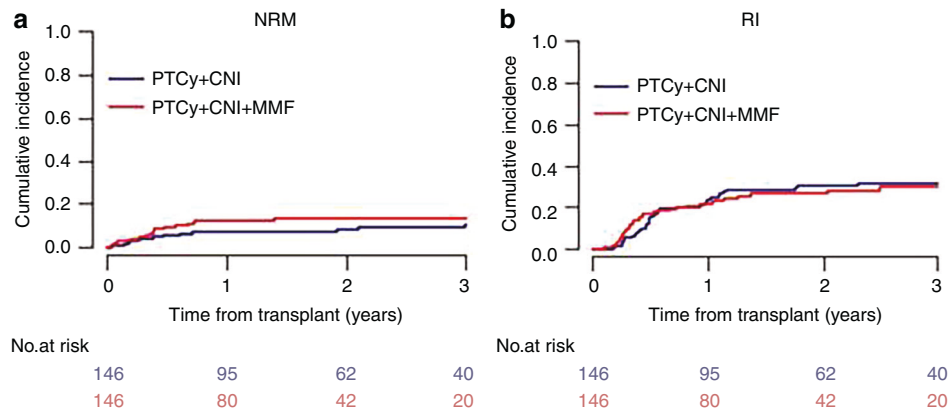 a
NRM
1.0
0.8
0.6
0.4
0.2
0.0
Cumulative incidence
PTCy+CNI
PTCy+CNI+MMF
0 1 2 3
Time from transplant (years)
No.at risk
146 95 62 40
146 80 42 20
b
RI
1.0
0.8
0.6
0.4
0.2
0.0
Cumulative incidence
PTCy+CNI
PTCy+CNI+MMF
0 1 2 3
Time from transplant (years)
No.at risk
146 95 62 40
146 80 42 20